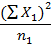 (∑ X₁)²
n₁